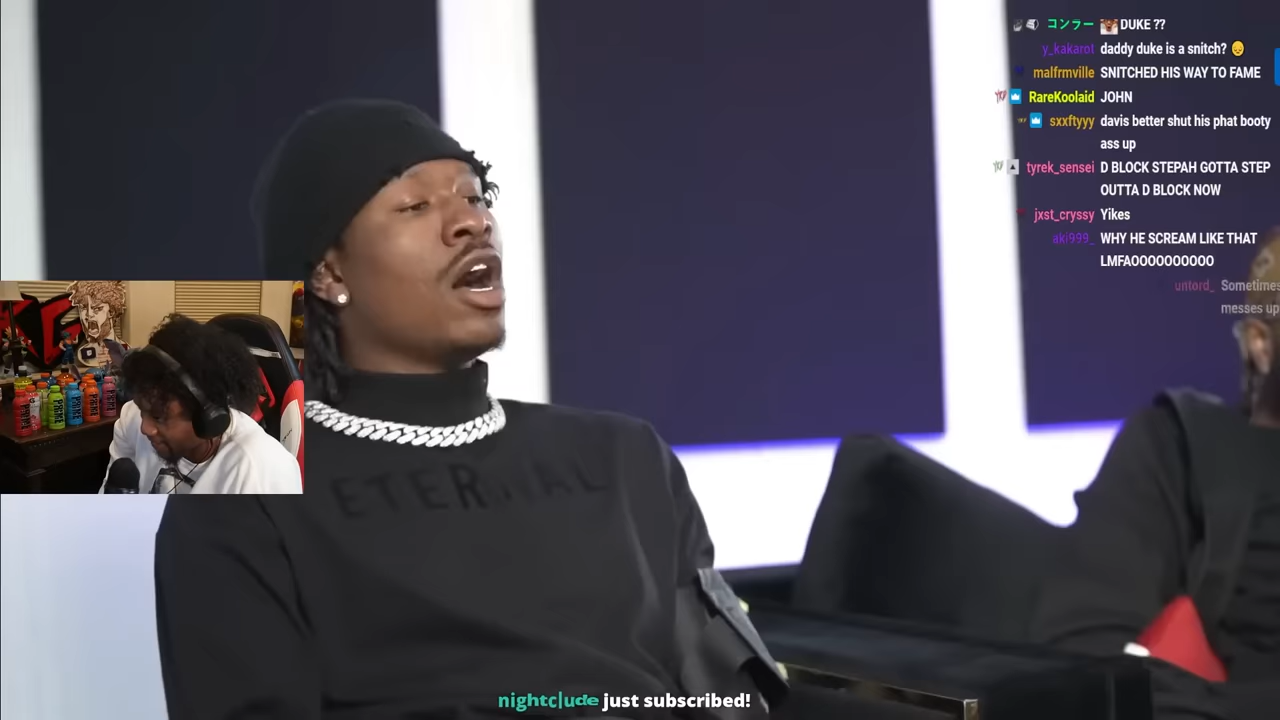 コンラー DUKE ??
y_kakarot daddy duke is a snitch? 😞
malfrmville SNITCHED HIS WAY TO FAME
RareKoolaid JOHN
sxxftyyy davis better shut his phat booty
ass up
tyrek_sensei D BLOCK STEPAH GOTTA STEP
OUTTA D BLOCK NOW
jxst_cryssy Yikes
aki999_ WHY HE SCREAM LIKE THAT
LMFAOOOOOOOOOO
untord_ Sometimes
messes up
ETERNAL
PRIME
nightclude just subscribed!